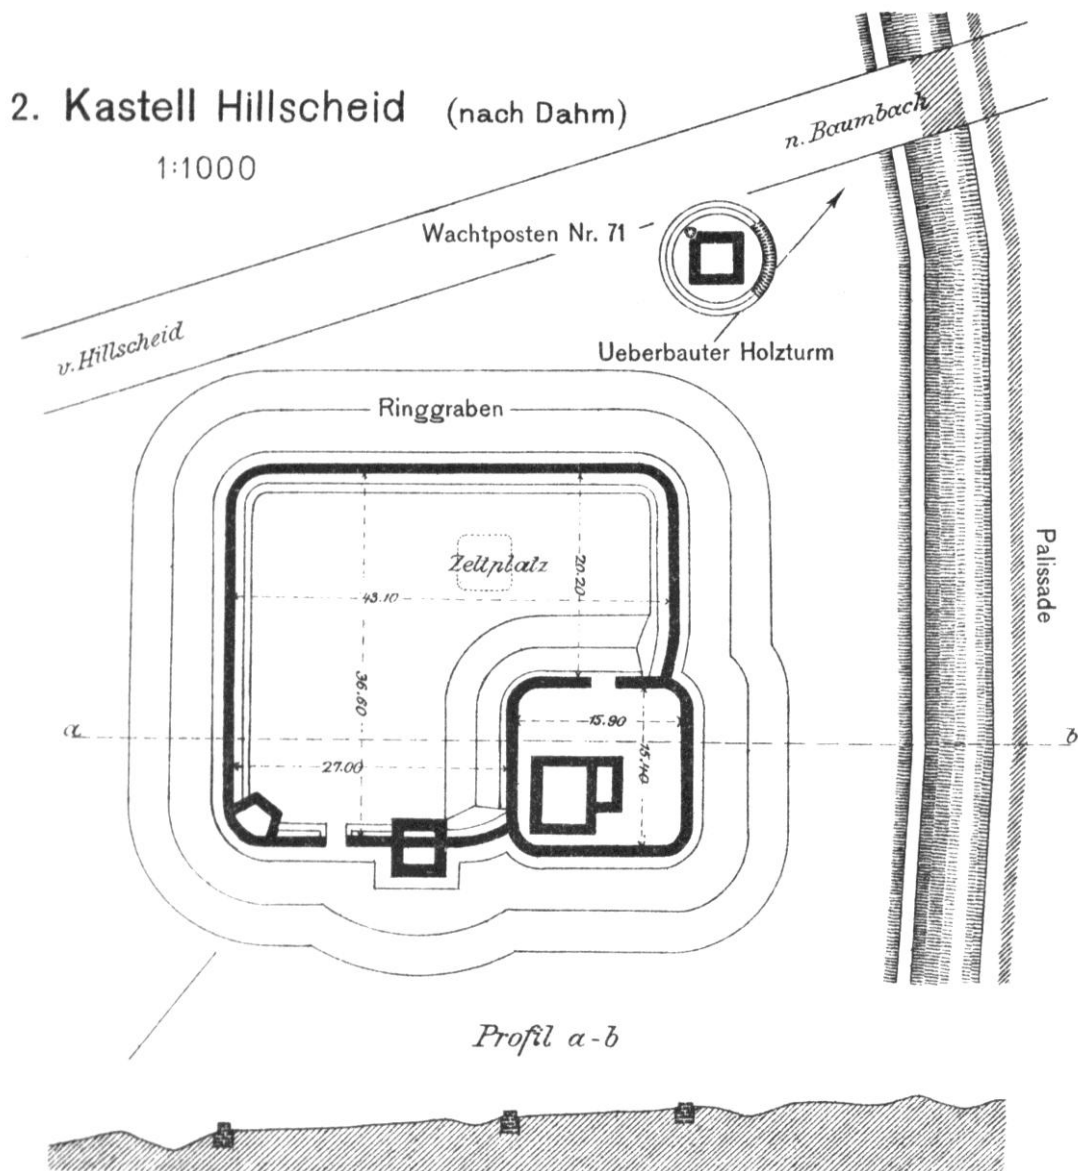 2. Kastell Hillscheid (nach Dahm)
1:1000
n. Baumbach
Wachtposten Nr. 71
v. Hillscheid
Ueberbauter Holzturm
Ringgraben
Palissade
Zeltplatz
20.20
43.10
36.60
a
15.90
b
15.40
27.00
Profil a-b